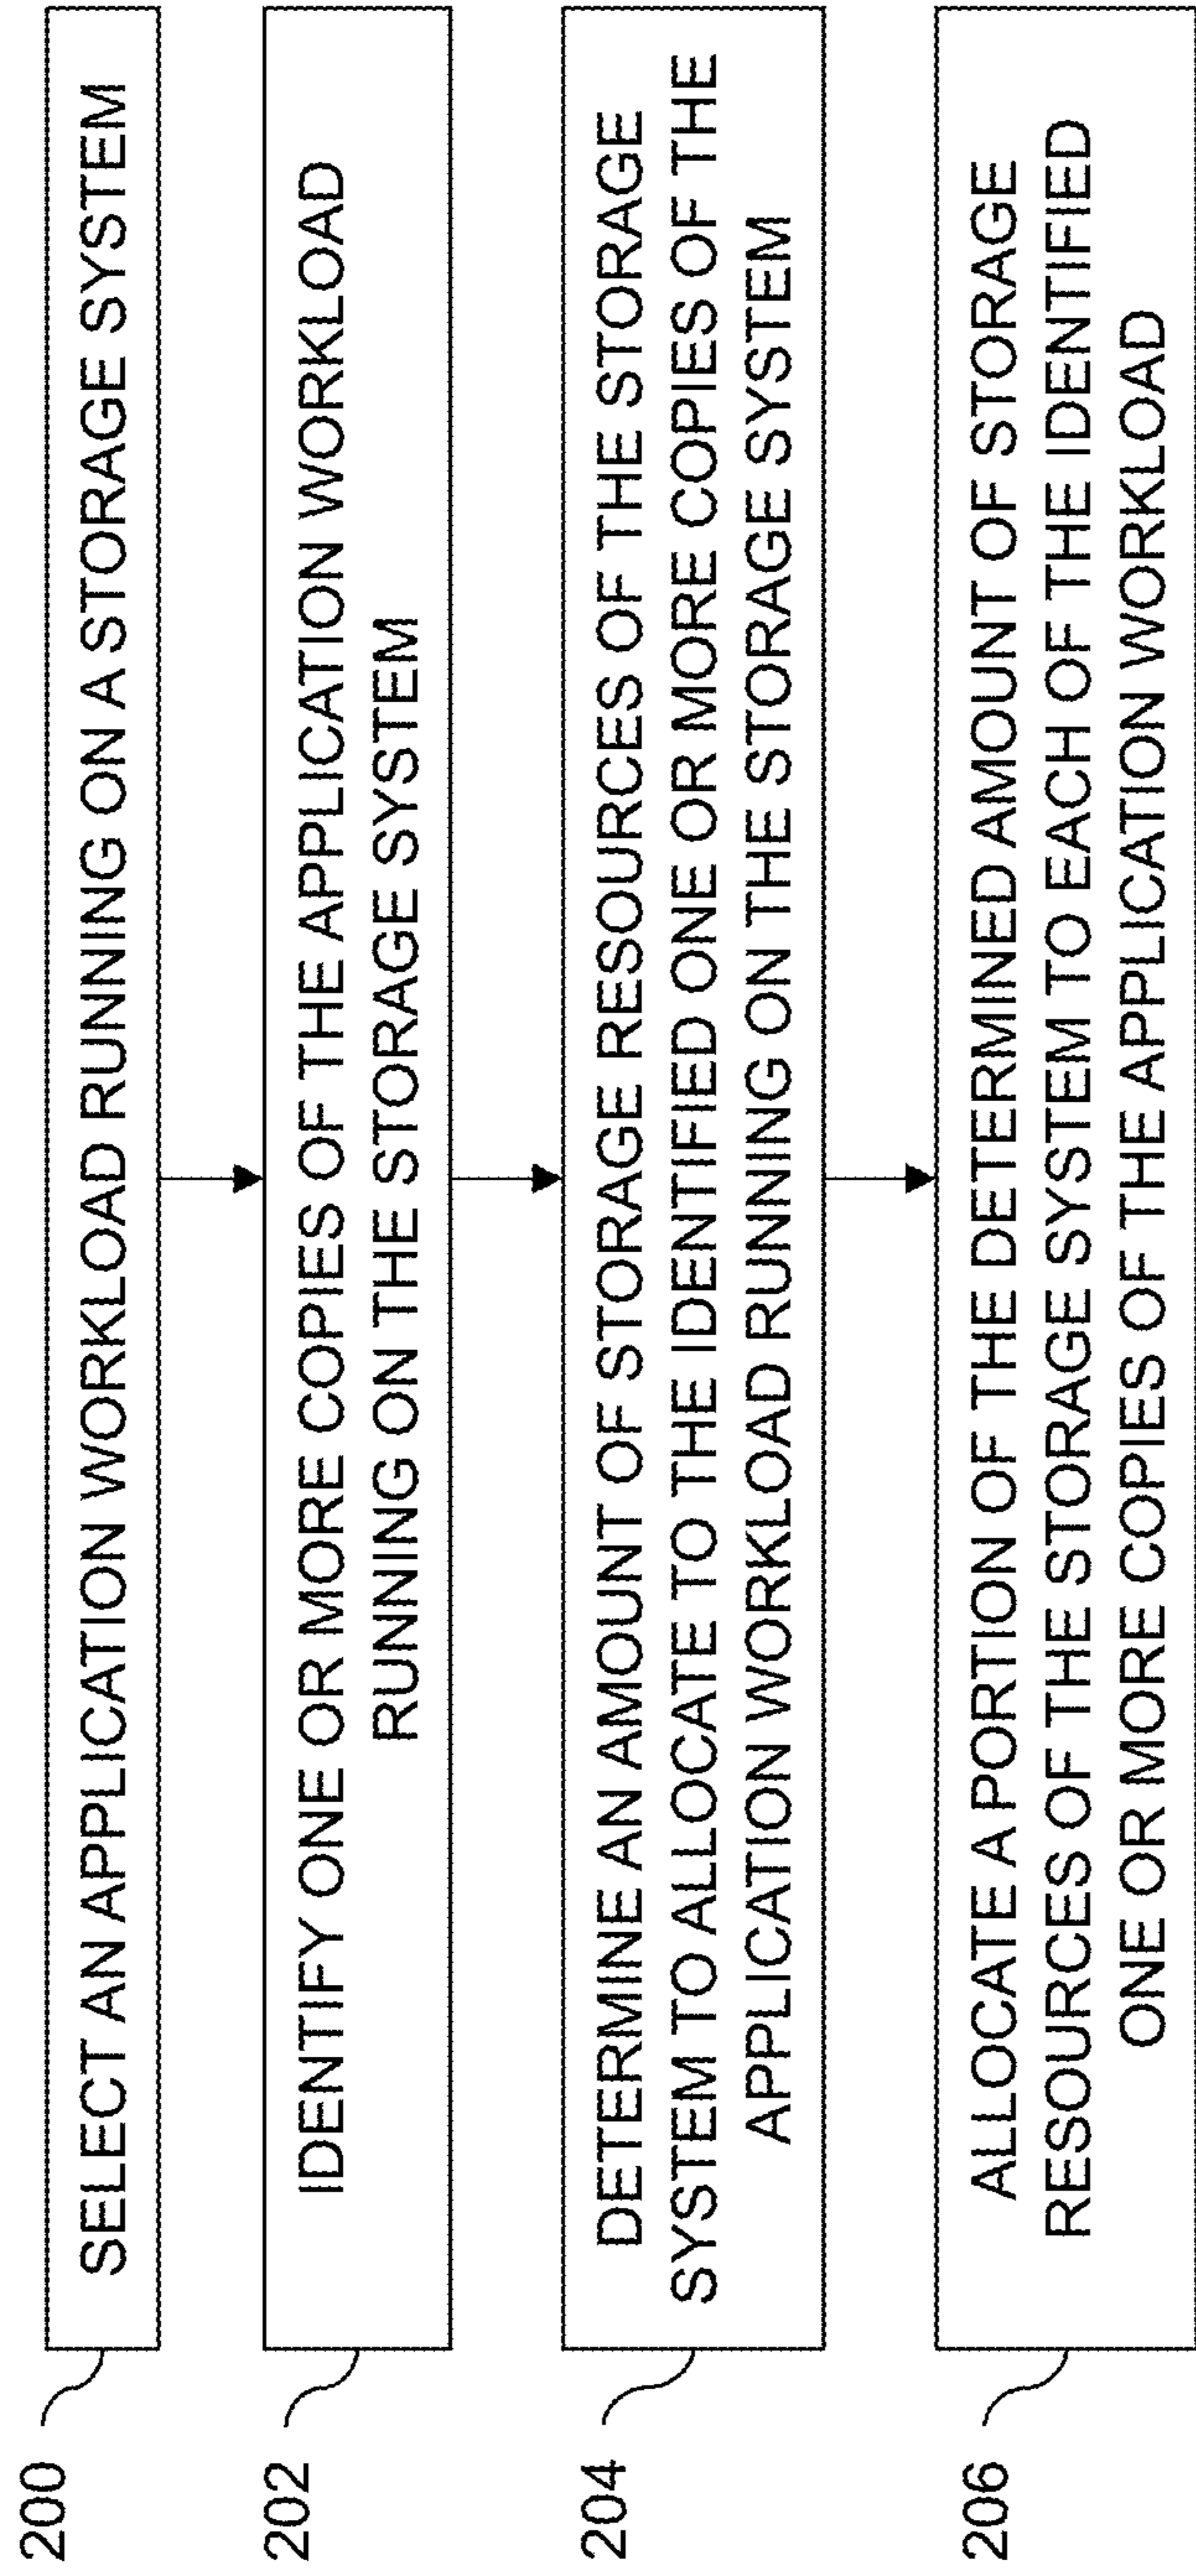 200
SELECT AN APPLICATION WORKLOAD RUNNING ON A STORAGE SYSTEM
202
IDENTIFY ONE OR MORE COPIES OF THE APPLICATION WORKLOAD
RUNNING ON THE STORAGE SYSTEM
204
DETERMINE AN AMOUNT OF STORAGE RESOURCES OF THE STORAGE
SYSTEM TO ALLOCATE TO THE IDENTIFIED ONE OR MORE COPIES OF THE
APPLICATION WORKLOAD RUNNING ON THE STORAGE SYSTEM
206
ALLOCATE A PORTION OF THE DETERMINED AMOUNT OF STORAGE
RESOURCES OF THE STORAGE SYSTEM TO EACH OF THE IDENTIFIED
ONE OR MORE COPIES OF THE APPLICATION WORKLOAD